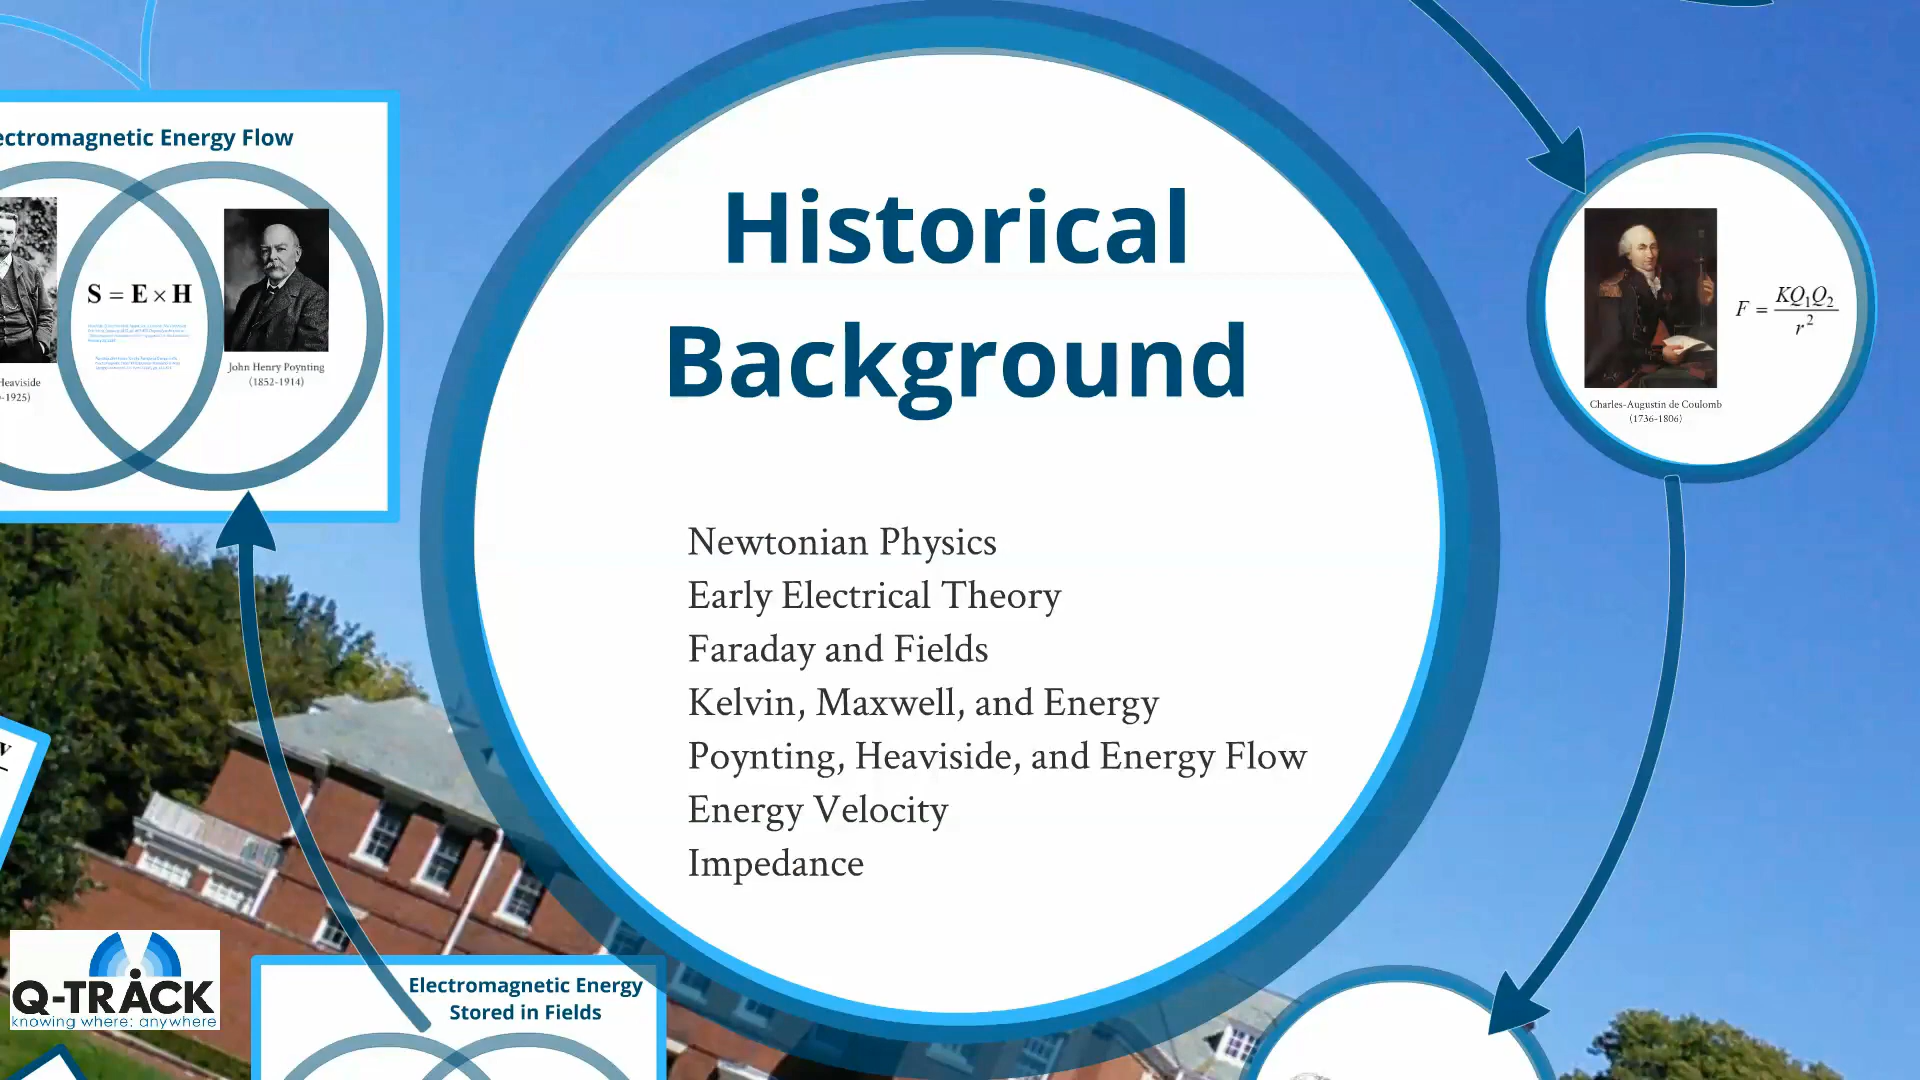 ectromagnetic Energy Flow
S = E × H
Heaviside
-1925)
John Henry Poynting
(1852-1914)
Historical
Background
Newtonian Physics
Early Electrical Theory
Faraday and Fields
Kelvin, Maxwell, and Energy
Poynting, Heaviside, and Energy Flow
Energy Velocity
Impedance
F = KQ₁Q₂ / r²
Charles-Augustin de Coulomb
(1736-1806)
v
Q-TRACK
knowing where: anywhere
Electromagnetic Energy
Stored in Fields